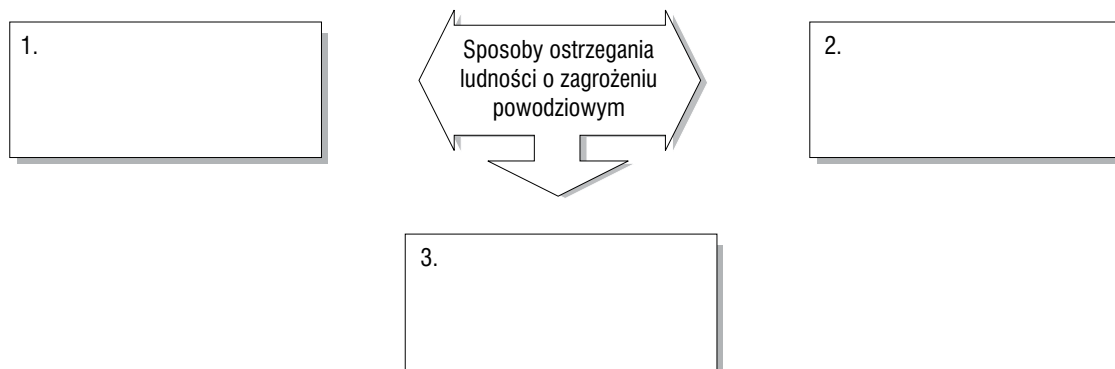 1.
Sposoby ostrzegania
ludności o zagrożeniu
powodziowym
2.
3.